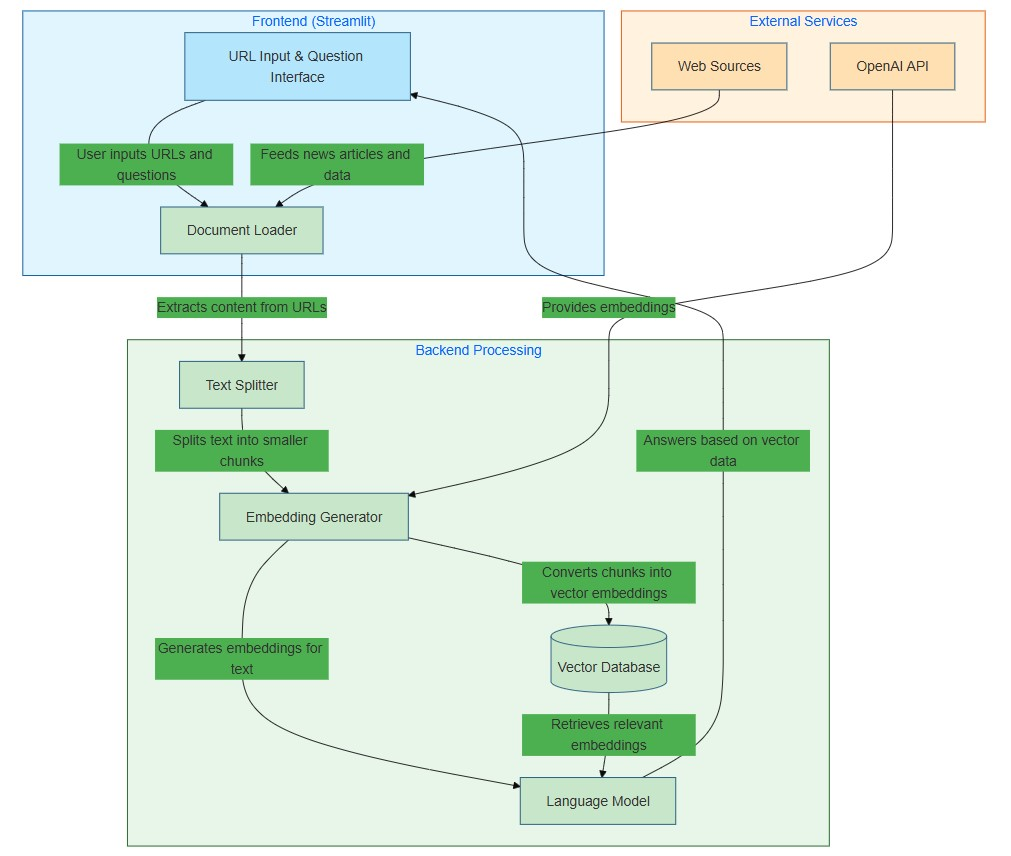 Frontend (Streamlit)
External Services
URL Input & Question
Interface
Web Sources
OpenAI API
User inputs URLs and
questions
Feeds news articles and
data
Document Loader
Extracts content from URLs
Provides embeddings
Backend Processing
Text Splitter
Splits text into smaller
chunks
Answers based on vector
data
Embedding Generator
Converts chunks into
vector embeddings
Generates embeddings for
text
Vector Database
Retrieves relevant
embeddings
Language Model